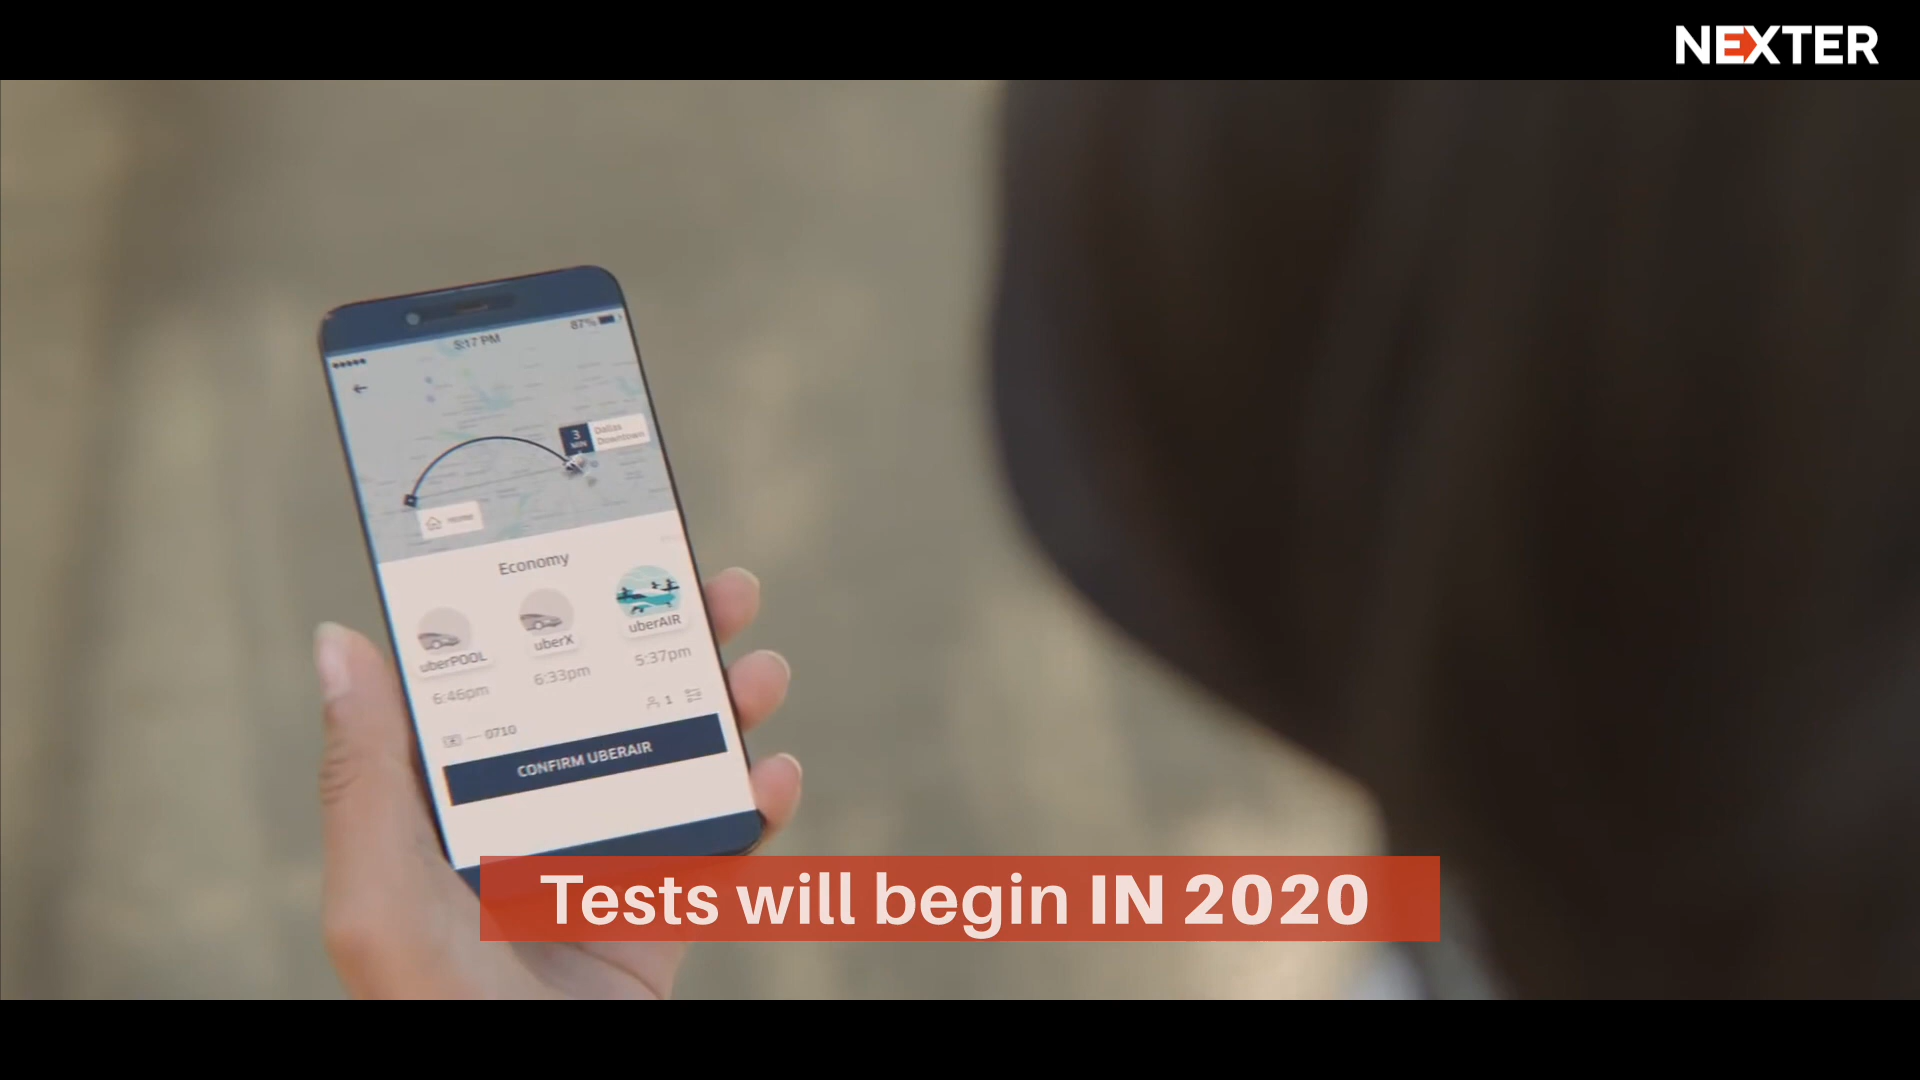 NEXTER
87%
5:17 PM
3
MIN
Dallas
Downtown
Home
Economy
uberPOOL
uberX
uberAIR
6:46pm
6:33pm
5:37pm
1
0710
CONFIRM UBERAIR
Tests will begin IN 2020